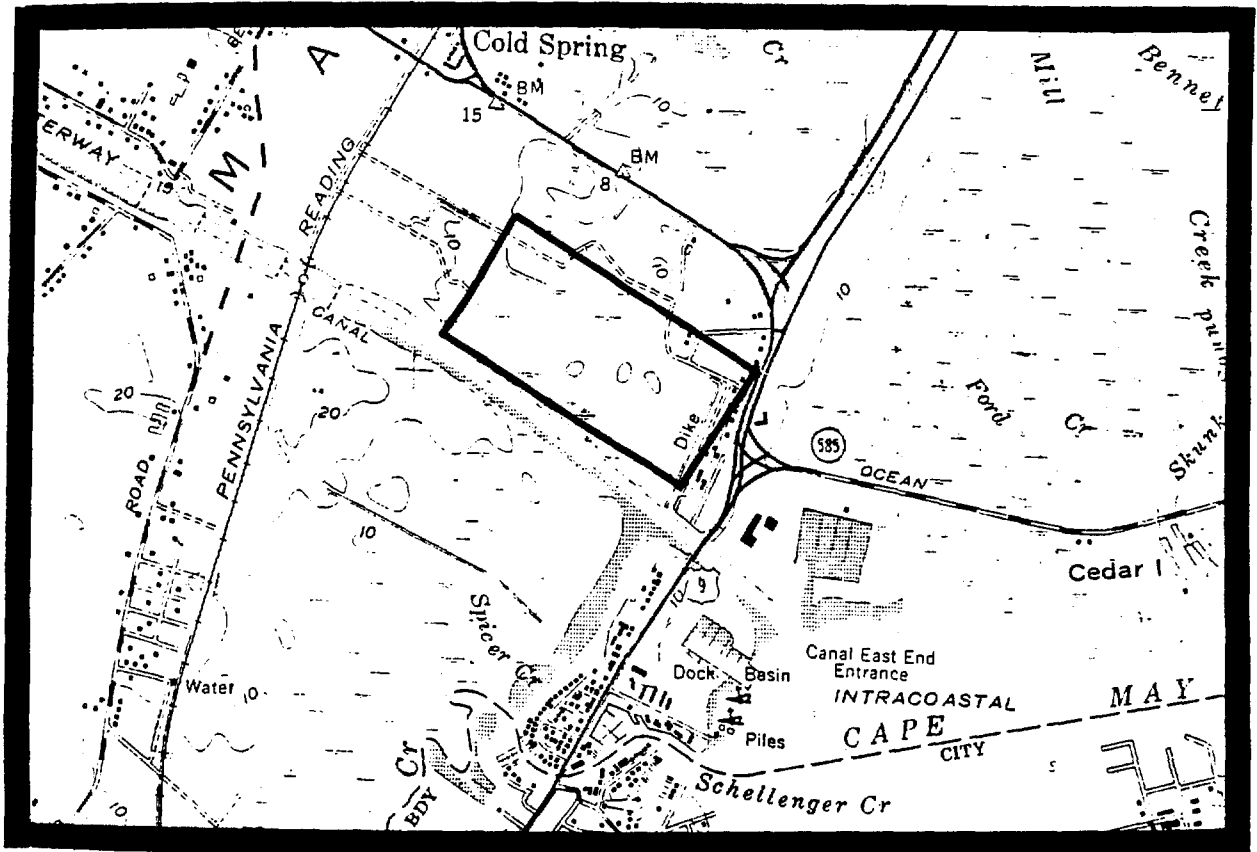 Cold Spring
Cr
Mill
Bennet
A
BM
15
BM
8
10
TERWAY
M
READING
10
10
10
Creek
CANAL
20
20
PENNSYLVANIA
ROAD
Dike
Ford
Cr
Skunk
585
OCEAN
10
Cedar I
9
10
Spicer Cr
Water
10
Dock Basin
Canal East End
Entrance
INTRACOASTAL
MAY
CAPE
CITY
Piles
Schellenger Cr
Cr
BDY
10
S